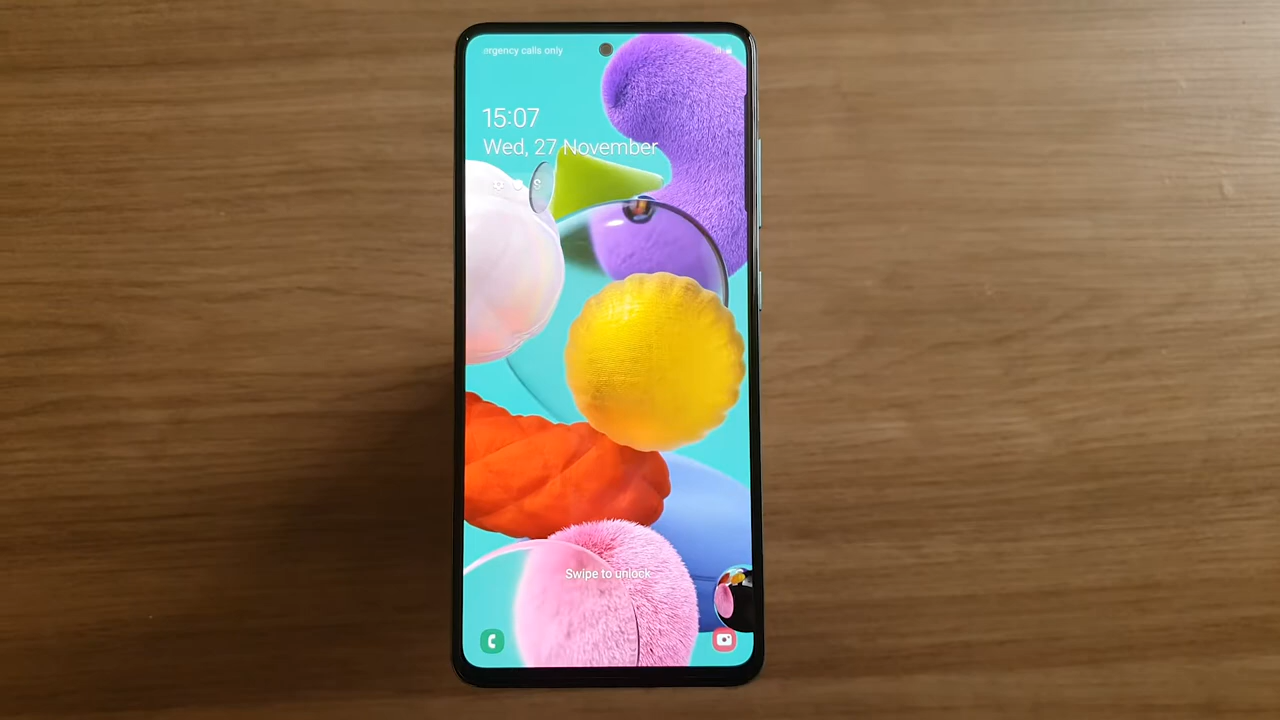 ergency calls only
15:07
Wed, 27 November
S
Swipe to unlock